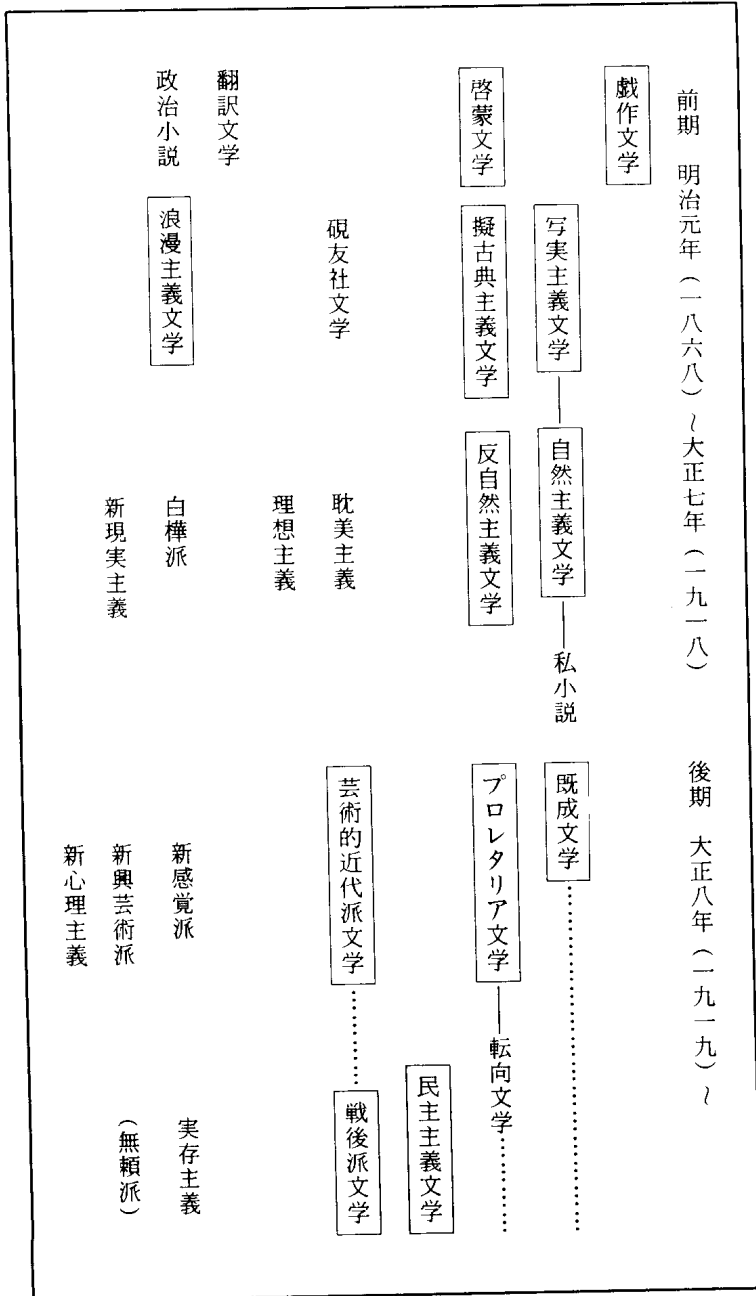 前期　明治元年（一八六八）～大正七年（一九一八）
後期　大正八年（一九一九）～
戯作文学
写実主義文学
自然主義文学
私小説
既成文学
啓蒙文学
擬古典主義文学
反自然主義文学
プロレタリア文学
転向文学
民主主義文学
硯友社文学
耽美主義
芸術的近代派文学
戦後派文学
理想主義
翻訳文学
政治小説
浪漫主義文学
白樺派
新感覚派
実存主義
新現実主義
新興芸術派
（無頼派）
新心理主義